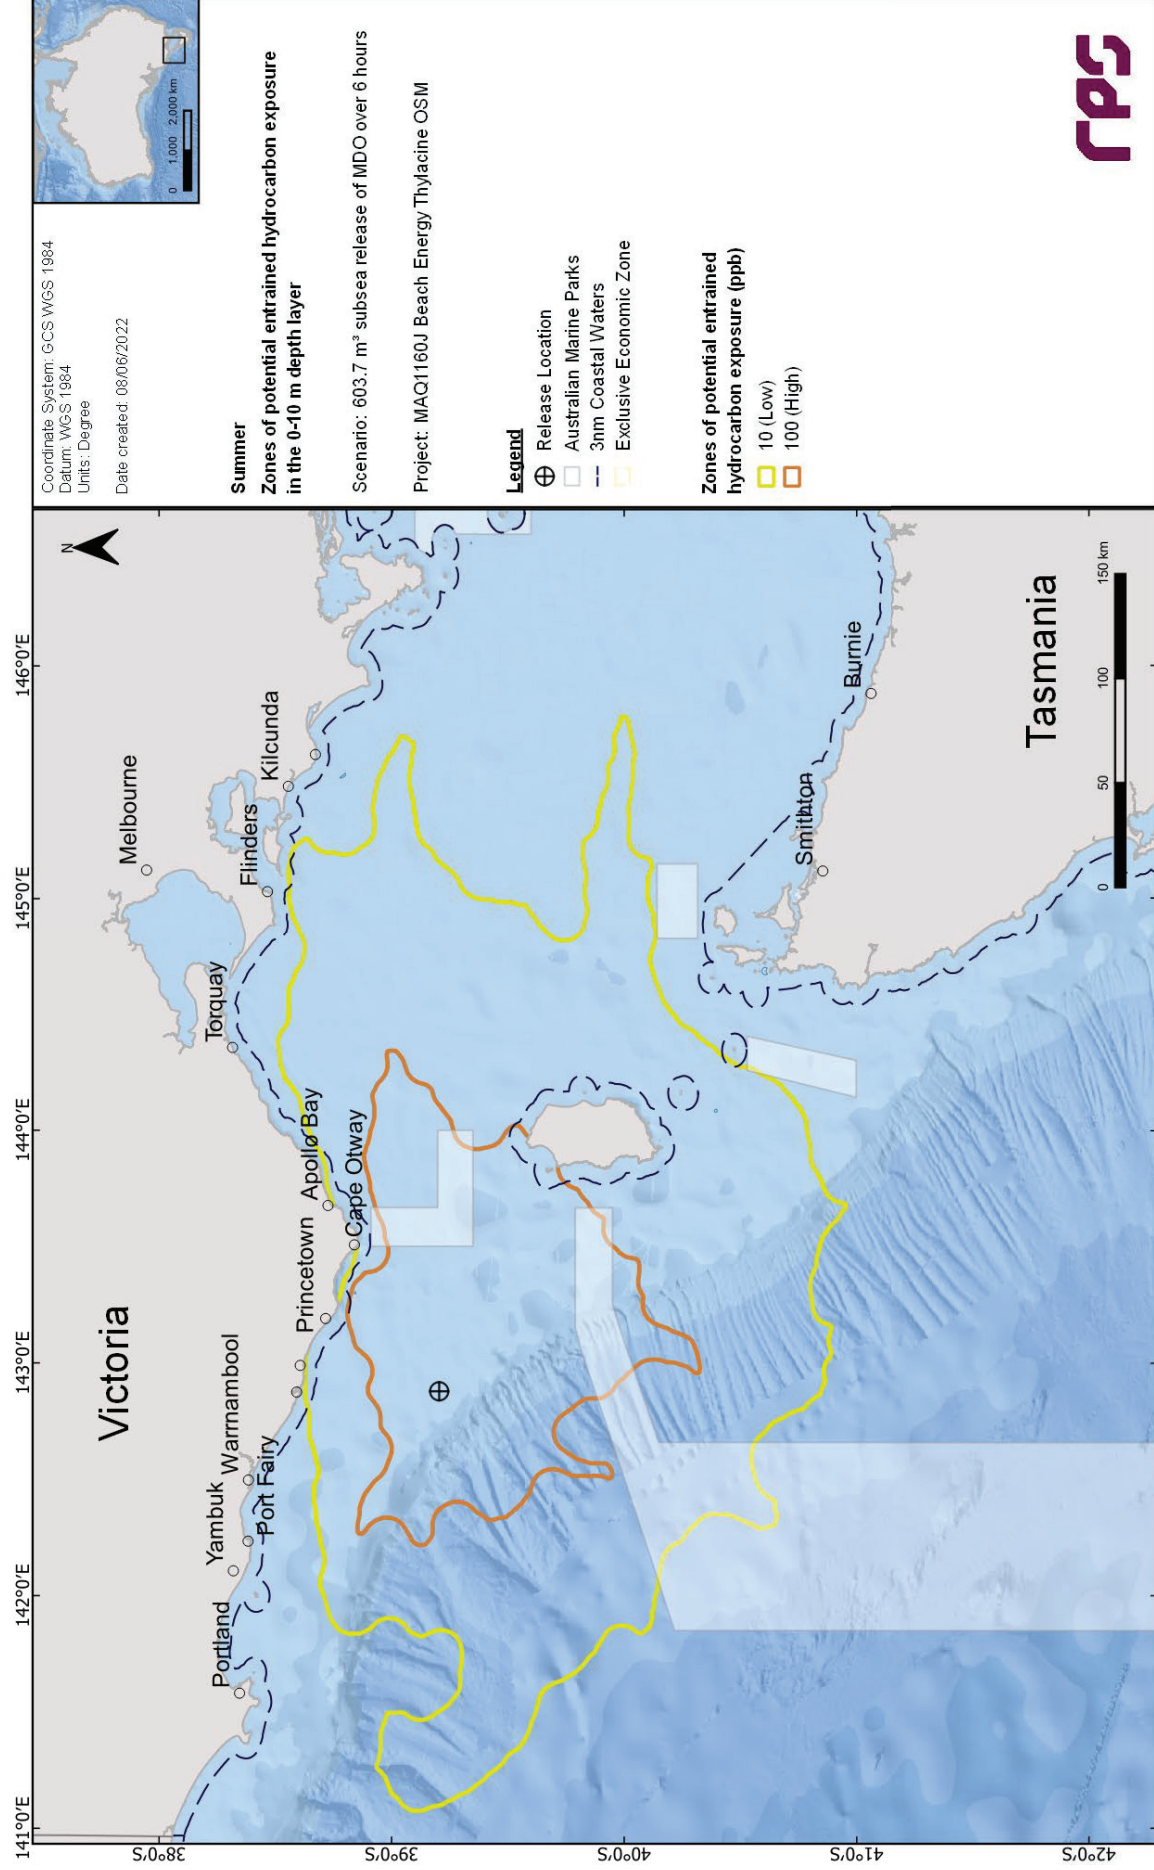 141°0'E
142°0'E
143°0'E
144°0'E
145°0'E
146°0'E
38°0'S
39°0'S
40°0'S
41°0'S
42°0'S
N
Victoria
Melbourne
Portland
Yambuk
Port Fairy
Warrnambool
Princetown
Cape Otway
Apollo Bay
Torquay
Flinders
Kilcunda
Smithton
Burnie
Tasmania
0 50 100 150 km
0 1,000 2,000 km
Coordinate System: GCS WGS 1984
Datum: WGS 1984
Units: Degree
Date created: 08/06/2022
Summer
Zones of potential entrained hydrocarbon exposure
in the 0-10 m depth layer
Scenario: 603.7 m³ subsea release of MDO over 6 hours
Project: MAQ1160J Beach Energy Thylacine OSM
Legend
Release Location
Australian Marine Parks
3nm Coastal Waters
Exclusive Economic Zone
Zones of potential entrained
hydrocarbon exposure (ppb)
10 (Low)
100 (High)
rps